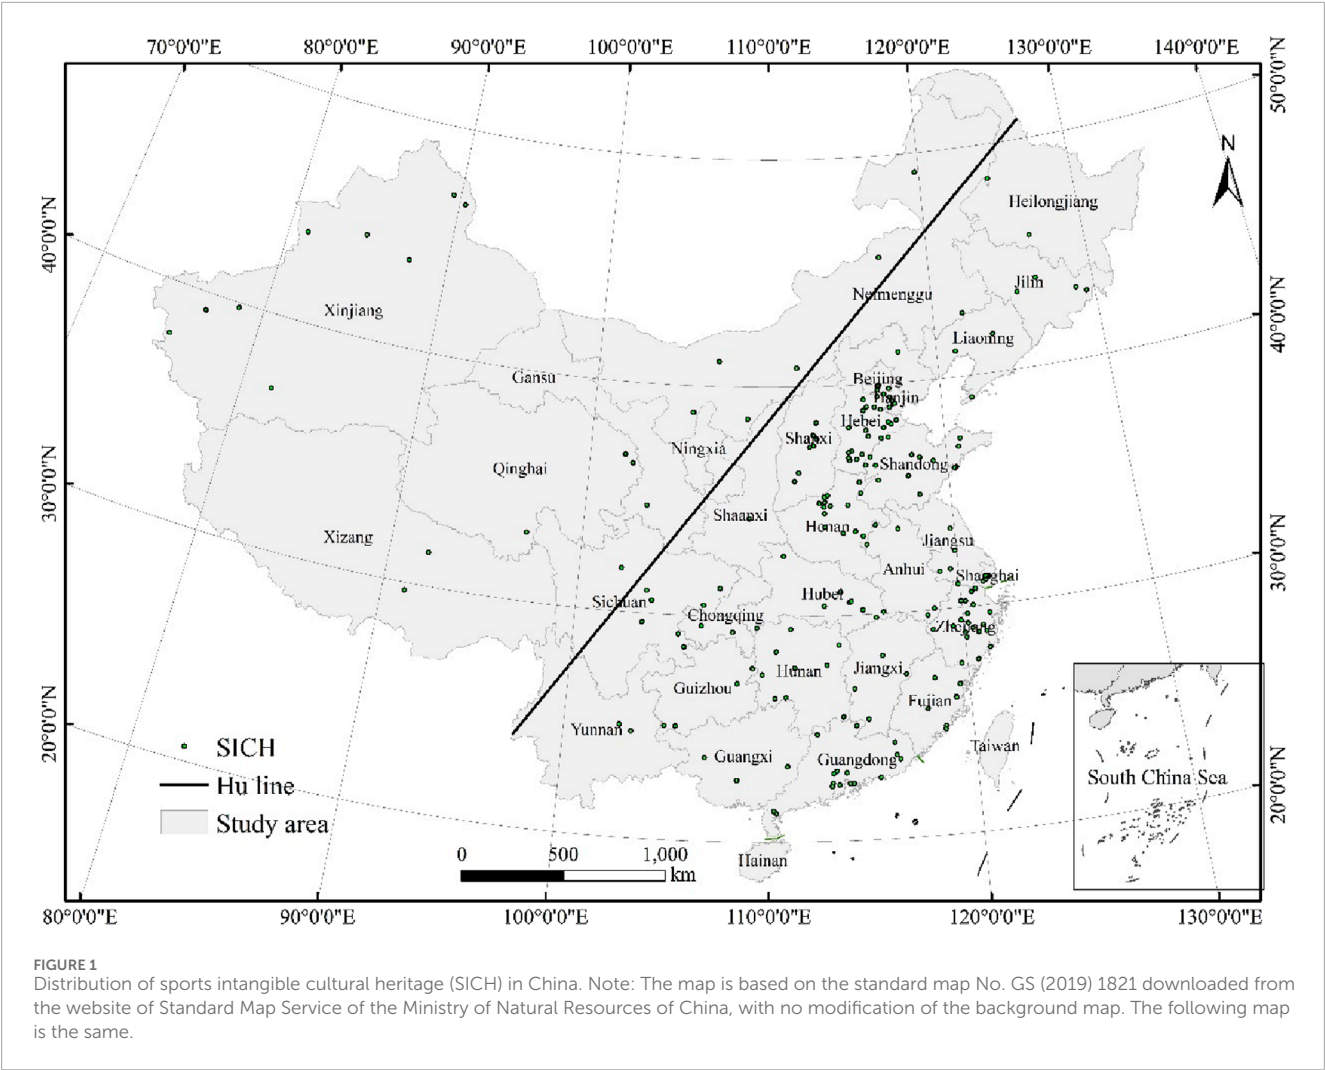 70°0'0"E 80°0'0"E 90°0'0"E 100°0'0"E 110°0'0"E 120°0'0"E 130°0'0"E 140°0'0"E
50°0'0"N
40°0'0"N
30°0'0"N
20°0'0"N
40°0'0"N
30°0'0"N
20°0'0"N
N
Heilongjiang
Jilin
Neimenggu
Xinjiang
Liaoning
Gansu
Beijing
Tianjin
Hebei
Shanxi
Ningxia
Shandong
Qinghai
Shaanxi
Henan
Xizang
Jiangsu
Anhui
Shanghai
Hubei
Sichuan
Chongqing
Zhejiang
Hunan
Jiangxi
Guizhou
Fujian
Yunnan
Taiwan
Guangxi
Guangdong
South China Sea
Hainan
SICH
Hu line
Study area
0 500 1,000
km
80°0'0"E 90°0'0"E 100°0'0"E 110°0'0"E 120°0'0"E 130°0'0"E
FIGURE 1
Distribution of sports intangible cultural heritage (SICH) in China. Note: The map is based on the standard map No. GS (2019) 1821 downloaded from
the website of Standard Map Service of the Ministry of Natural Resources of China, with no modification of the background map. The following map
is the same.